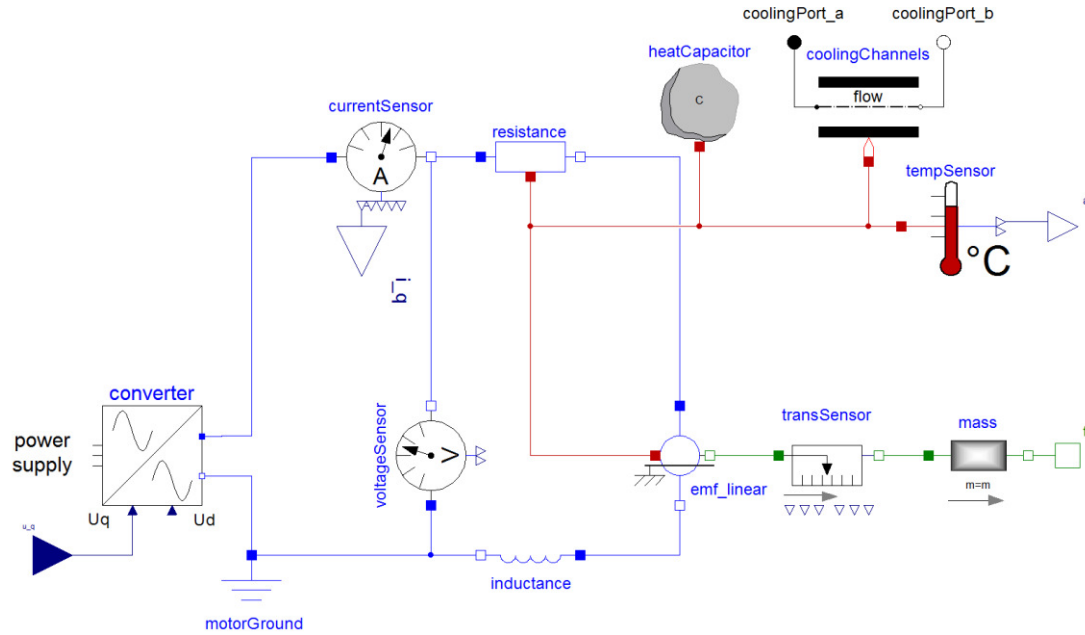 coolingPort_a
coolingPort_b
heatCapacitor
coolingChannels
C
flow
currentSensor
A
resistance
tempSensor
°C
i_q
converter
power
supply
voltageSensor
V
transSensor
mass
emf_linear
m=m
Uq
Ud
u_q
inductance
motorGround